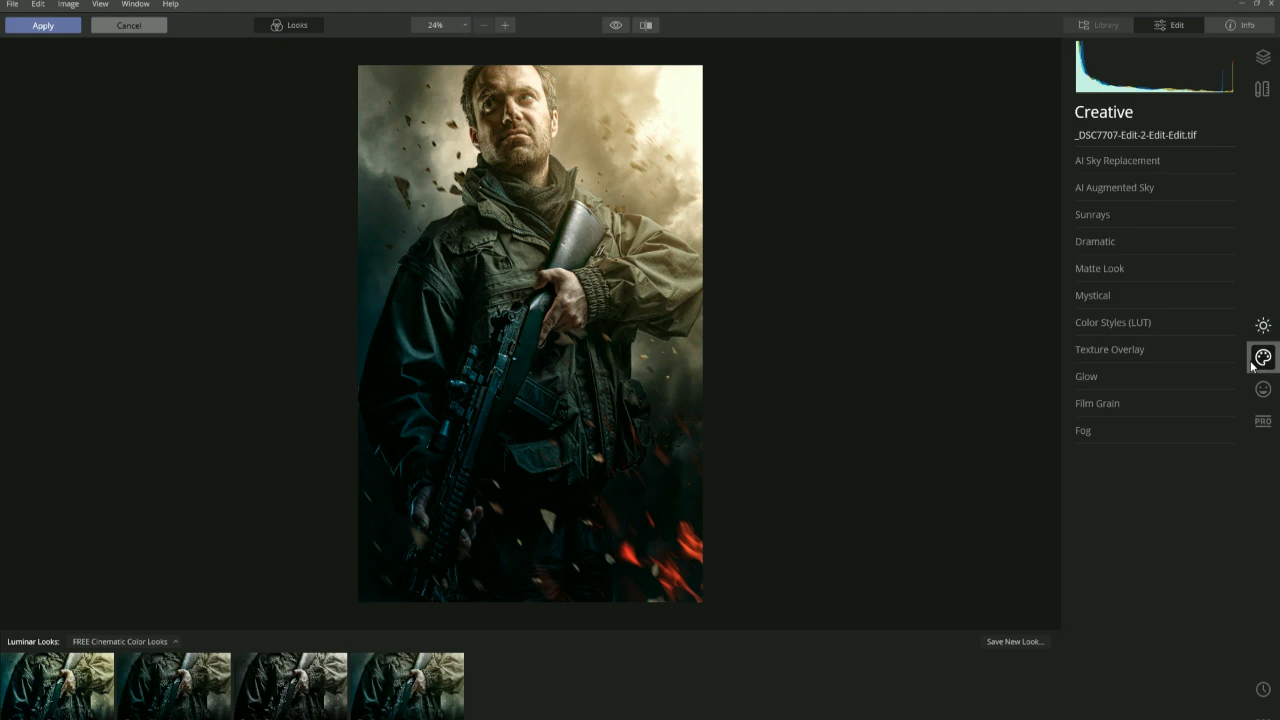 File Edit Image View Window Help
Apply Cancel Looks 24% Library Edit Info
Creative
_DSC7707-Edit-2-Edit-Edit.tif
AI Sky Replacement
AI Augmented Sky
Sunrays
Dramatic
Matte Look
Mystical
Color Styles (LUT)
Texture Overlay
Glow
Film Grain
Fog
PRO
Luminar Looks: FREE Cinematic Color Looks Save New Look...